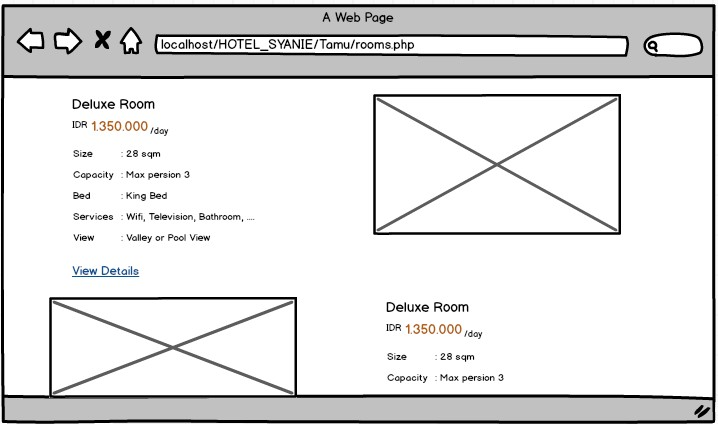 A Web Page
localhost/HOTEL_SYANIE/Tamu/rooms.php
Deluxe Room
IDR 1.350.000 /day
Size : 28 sqm
Capacity : Max persion 3
Bed : King Bed
Services : Wifi, Television, Bathroom, ....
View : Valley or Pool View
View Details
Deluxe Room
IDR 1.350.000 /day
Size : 28 sqm
Capacity : Max persion 3